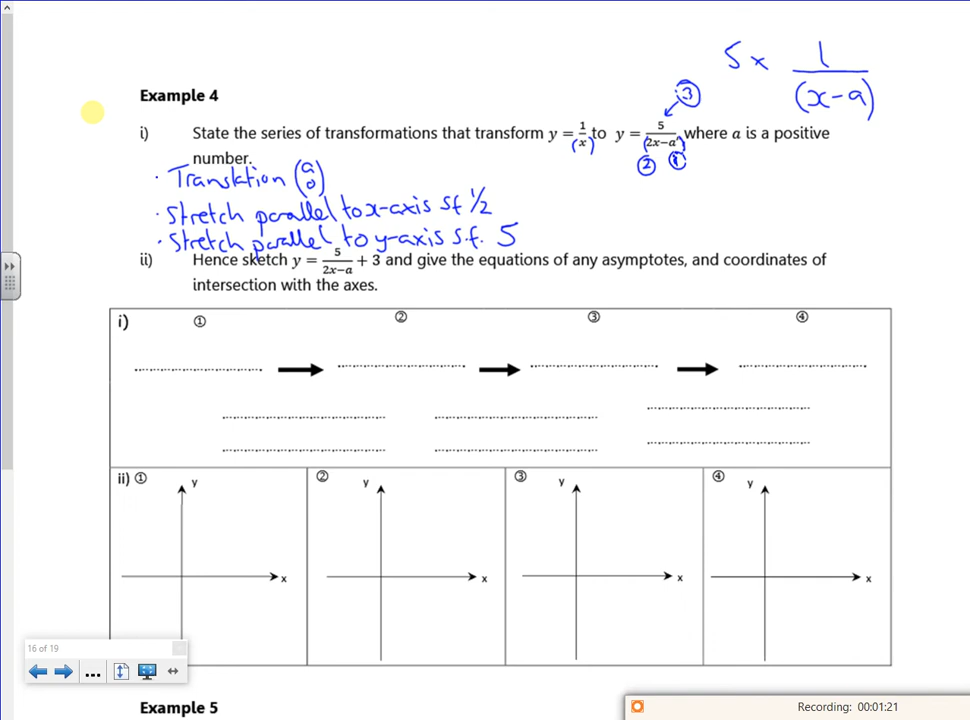 5 × 1/(x-a)
Example 4
③
i) State the series of transformations that transform y = 1/(x) to y = 5/(2x−a), where a is a positive
number.
② ①
· Translation (a 0)
· Stretch parallel to x-axis sf 1/2
· Stretch parallel to y-axis s.f. 5
ii) Hence sketch y = 5/2x−a + 3 and give the equations of any asymptotes, and coordinates of
intersection with the axes.
i) ① ② ③ ④
ii) ① y x ② y x ③ y x ④ y x
16 of 19
Example 5
Recording: 00:01:21